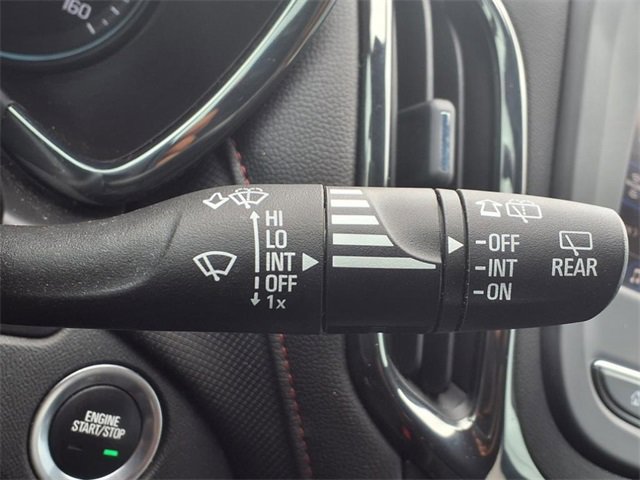 160
HI
LO
INT
OFF
1x
OFF
INT
ON
REAR
ENGINE
START/STOP